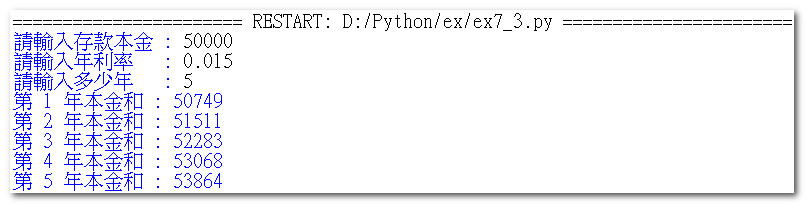 ======================= RESTART: D:/Python/ex/ex7_3.py =======================
請輸入存款本金 : 50000
請輸入年利率   : 0.015
請輸入多少年   : 5
第 1 年本金和 : 50749
第 2 年本金和 : 51511
第 3 年本金和 : 52283
第 4 年本金和 : 53068
第 5 年本金和 : 53864